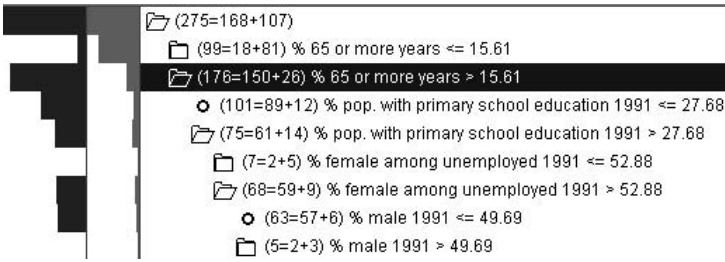 (275=168+107)
(99=18+81) % 65 or more years <= 15.61
(176=150+26) % 65 or more years > 15.61
(101=89+12) % pop. with primary school education 1991 <= 27.68
(75=61+14) % pop. with primary school education 1991 > 27.68
(7=2+5) % female among unemployed 1991 <= 52.88
(68=59+9) % female among unemployed 1991 > 52.88
(63=57+6) % male 1991 <= 49.69
(5=2+3) % male 1991 > 49.69